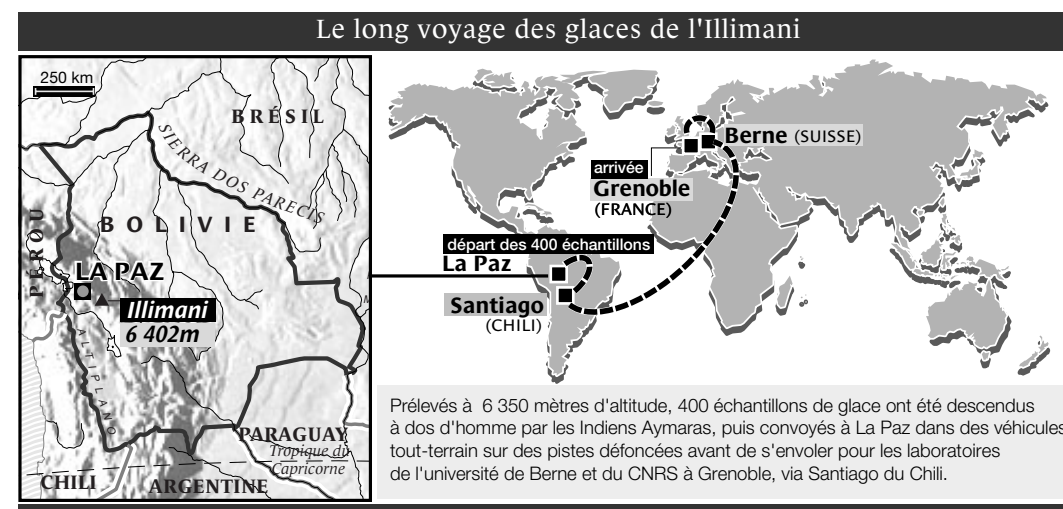 Le long voyage des glaces de l'Illimani
250 km
BRÉSIL
SIERRA DOS PARECIS
BOLIVIE
PÉROU
LA PAZ
Illimani
6 402m
ALTIPLANO
PARAGUAY
Tropique du
Capricorne
CHILI
ARGENTINE
Berne (SUISSE)
arrivée
Grenoble
(FRANCE)
départ des 400 échantillons
La Paz
Santiago
(CHILI)
Prélevés à 6 350 mètres d'altitude, 400 échantillons de glace ont été descendus
à dos d'homme par les Indiens Aymaras, puis convoyés à La Paz dans des véhicules
tout-terrain sur des pistes défoncées avant de s'envoler pour les laboratoires
de l'université de Berne et du CNRS à Grenoble, via Santiago du Chili.